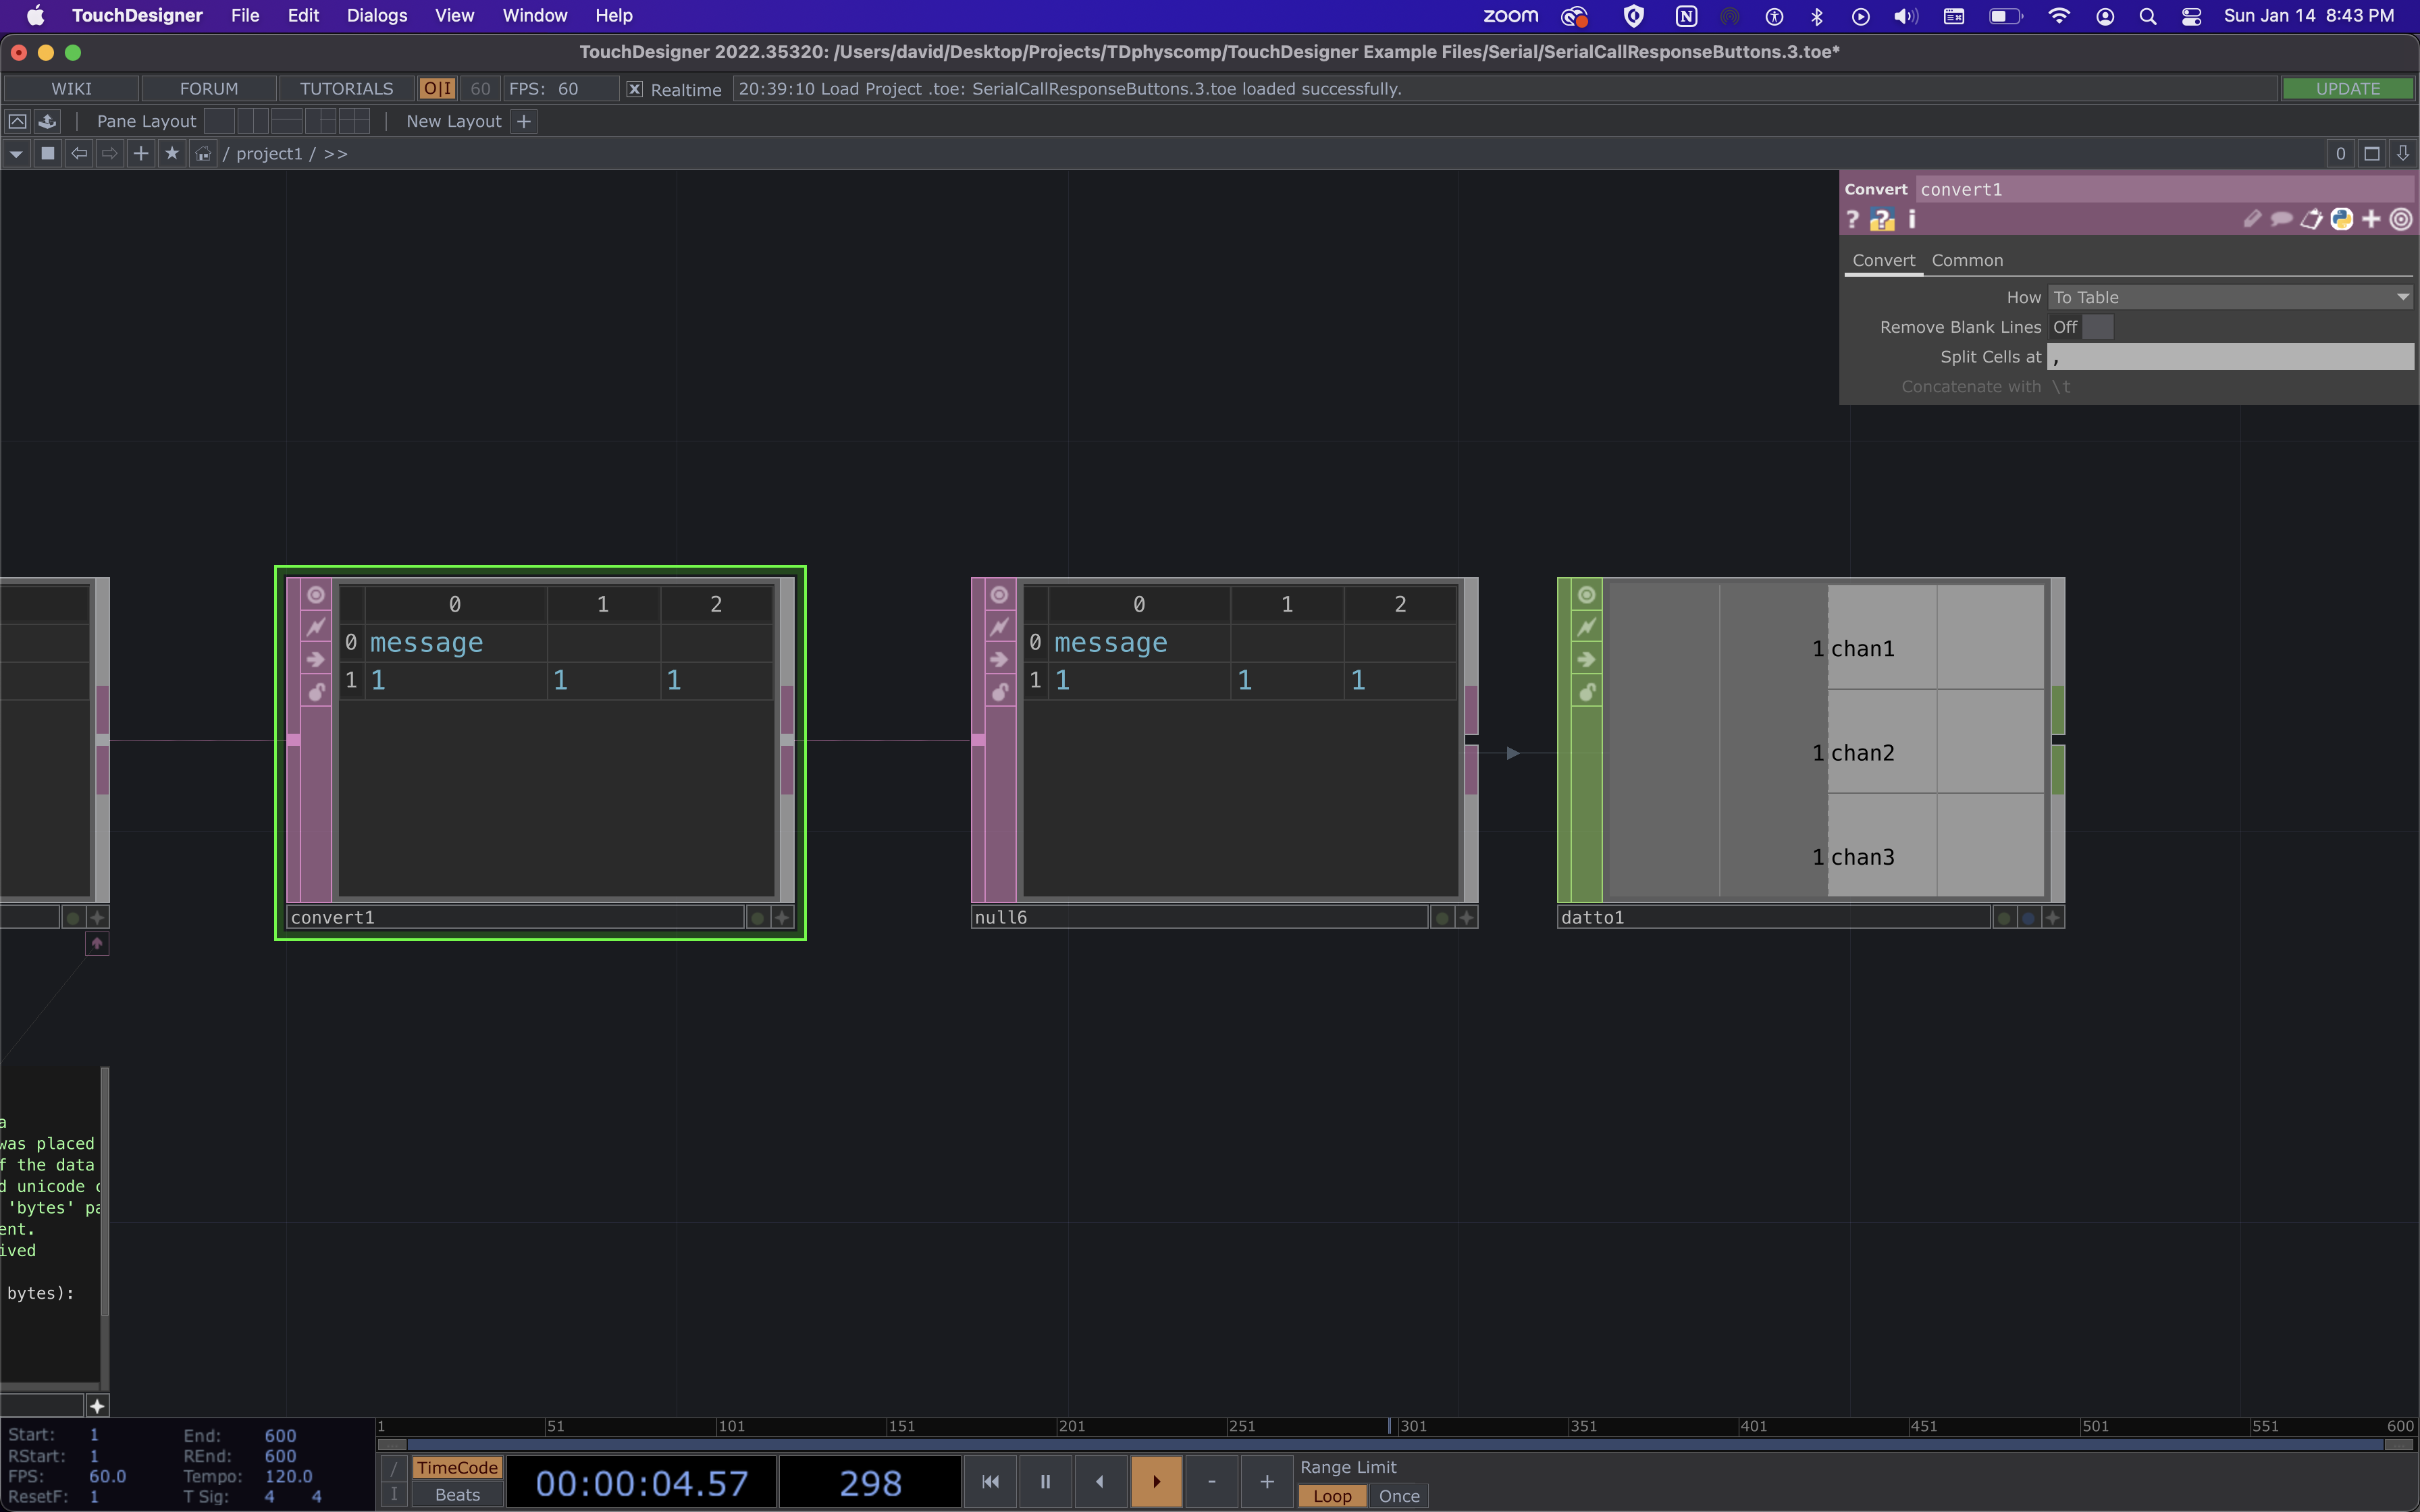 TouchDesigner File Edit Dialogs View Window Help zoom Sun Jan 14 8:43 PM
TouchDesigner 2022.35320: /Users/david/Desktop/Projects/TDphyscomp/TouchDesigner Example Files/Serial/SerialCallResponseButtons.3.toe*
WIKI FORUM TUTORIALS O|I 60 FPS: 60 Realtime 20:39:10 Load Project .toe: SerialCallResponseButtons.3.toe loaded successfully. UPDATE
Pane Layout New Layout +
/ project1 / >> 0
Convert convert1
? ? i
Convert Common
How To Table
Remove Blank Lines Off
Split Cells at ,
Concatenate with \t
0 1 2
0 message
1 1 1 1
convert1
0 1 2
0 message
1 1 1 1
null6
1 chan1
1 chan2
1 chan3
datto1
a
was placed
f the data
d unicode c
'bytes' pa
ent.
ived
bytes):
Start: 1 End: 600
RStart: 1 REnd: 600
FPS: 60.0 Tempo: 120.0
ResetF: 1 T Sig: 4 4
1 51 101 151 201 251 301 351 401 451 501 551 600
/ TimeCode
I Beats
00:00:04.57 298 - +
Range Limit
Loop Once